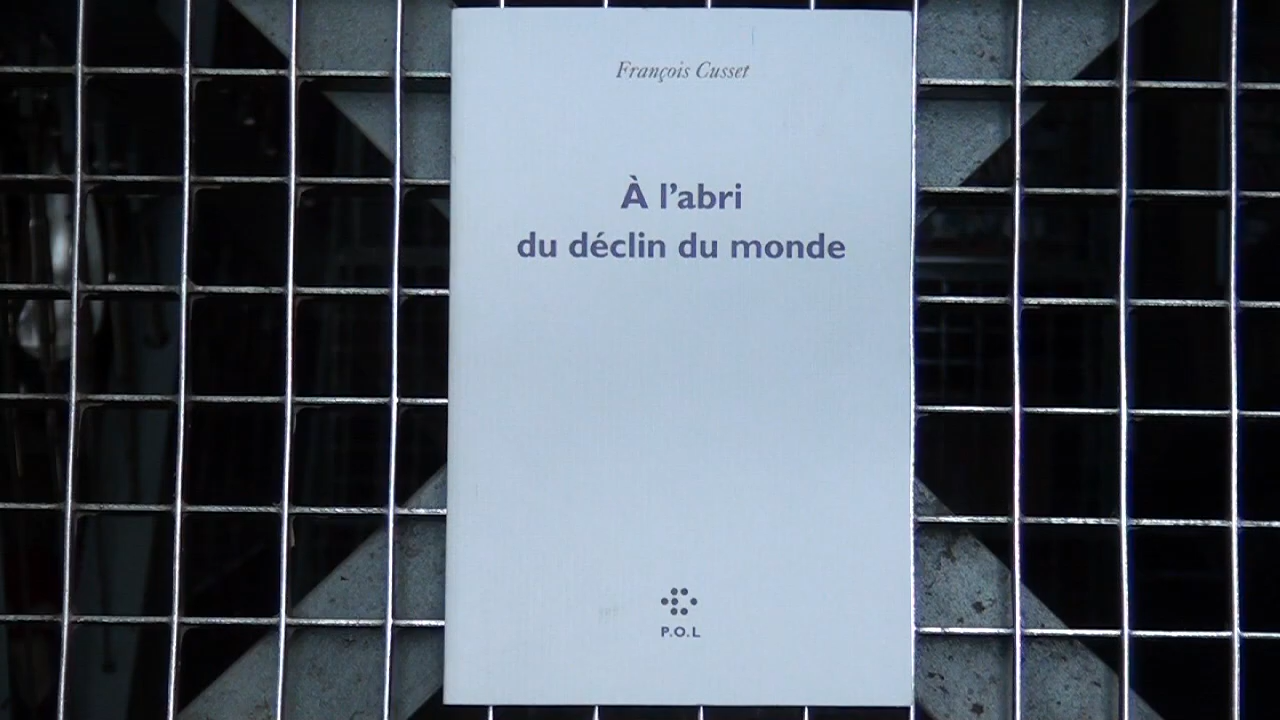 François Cusset
À l'abri
du déclin du monde
P.O.L